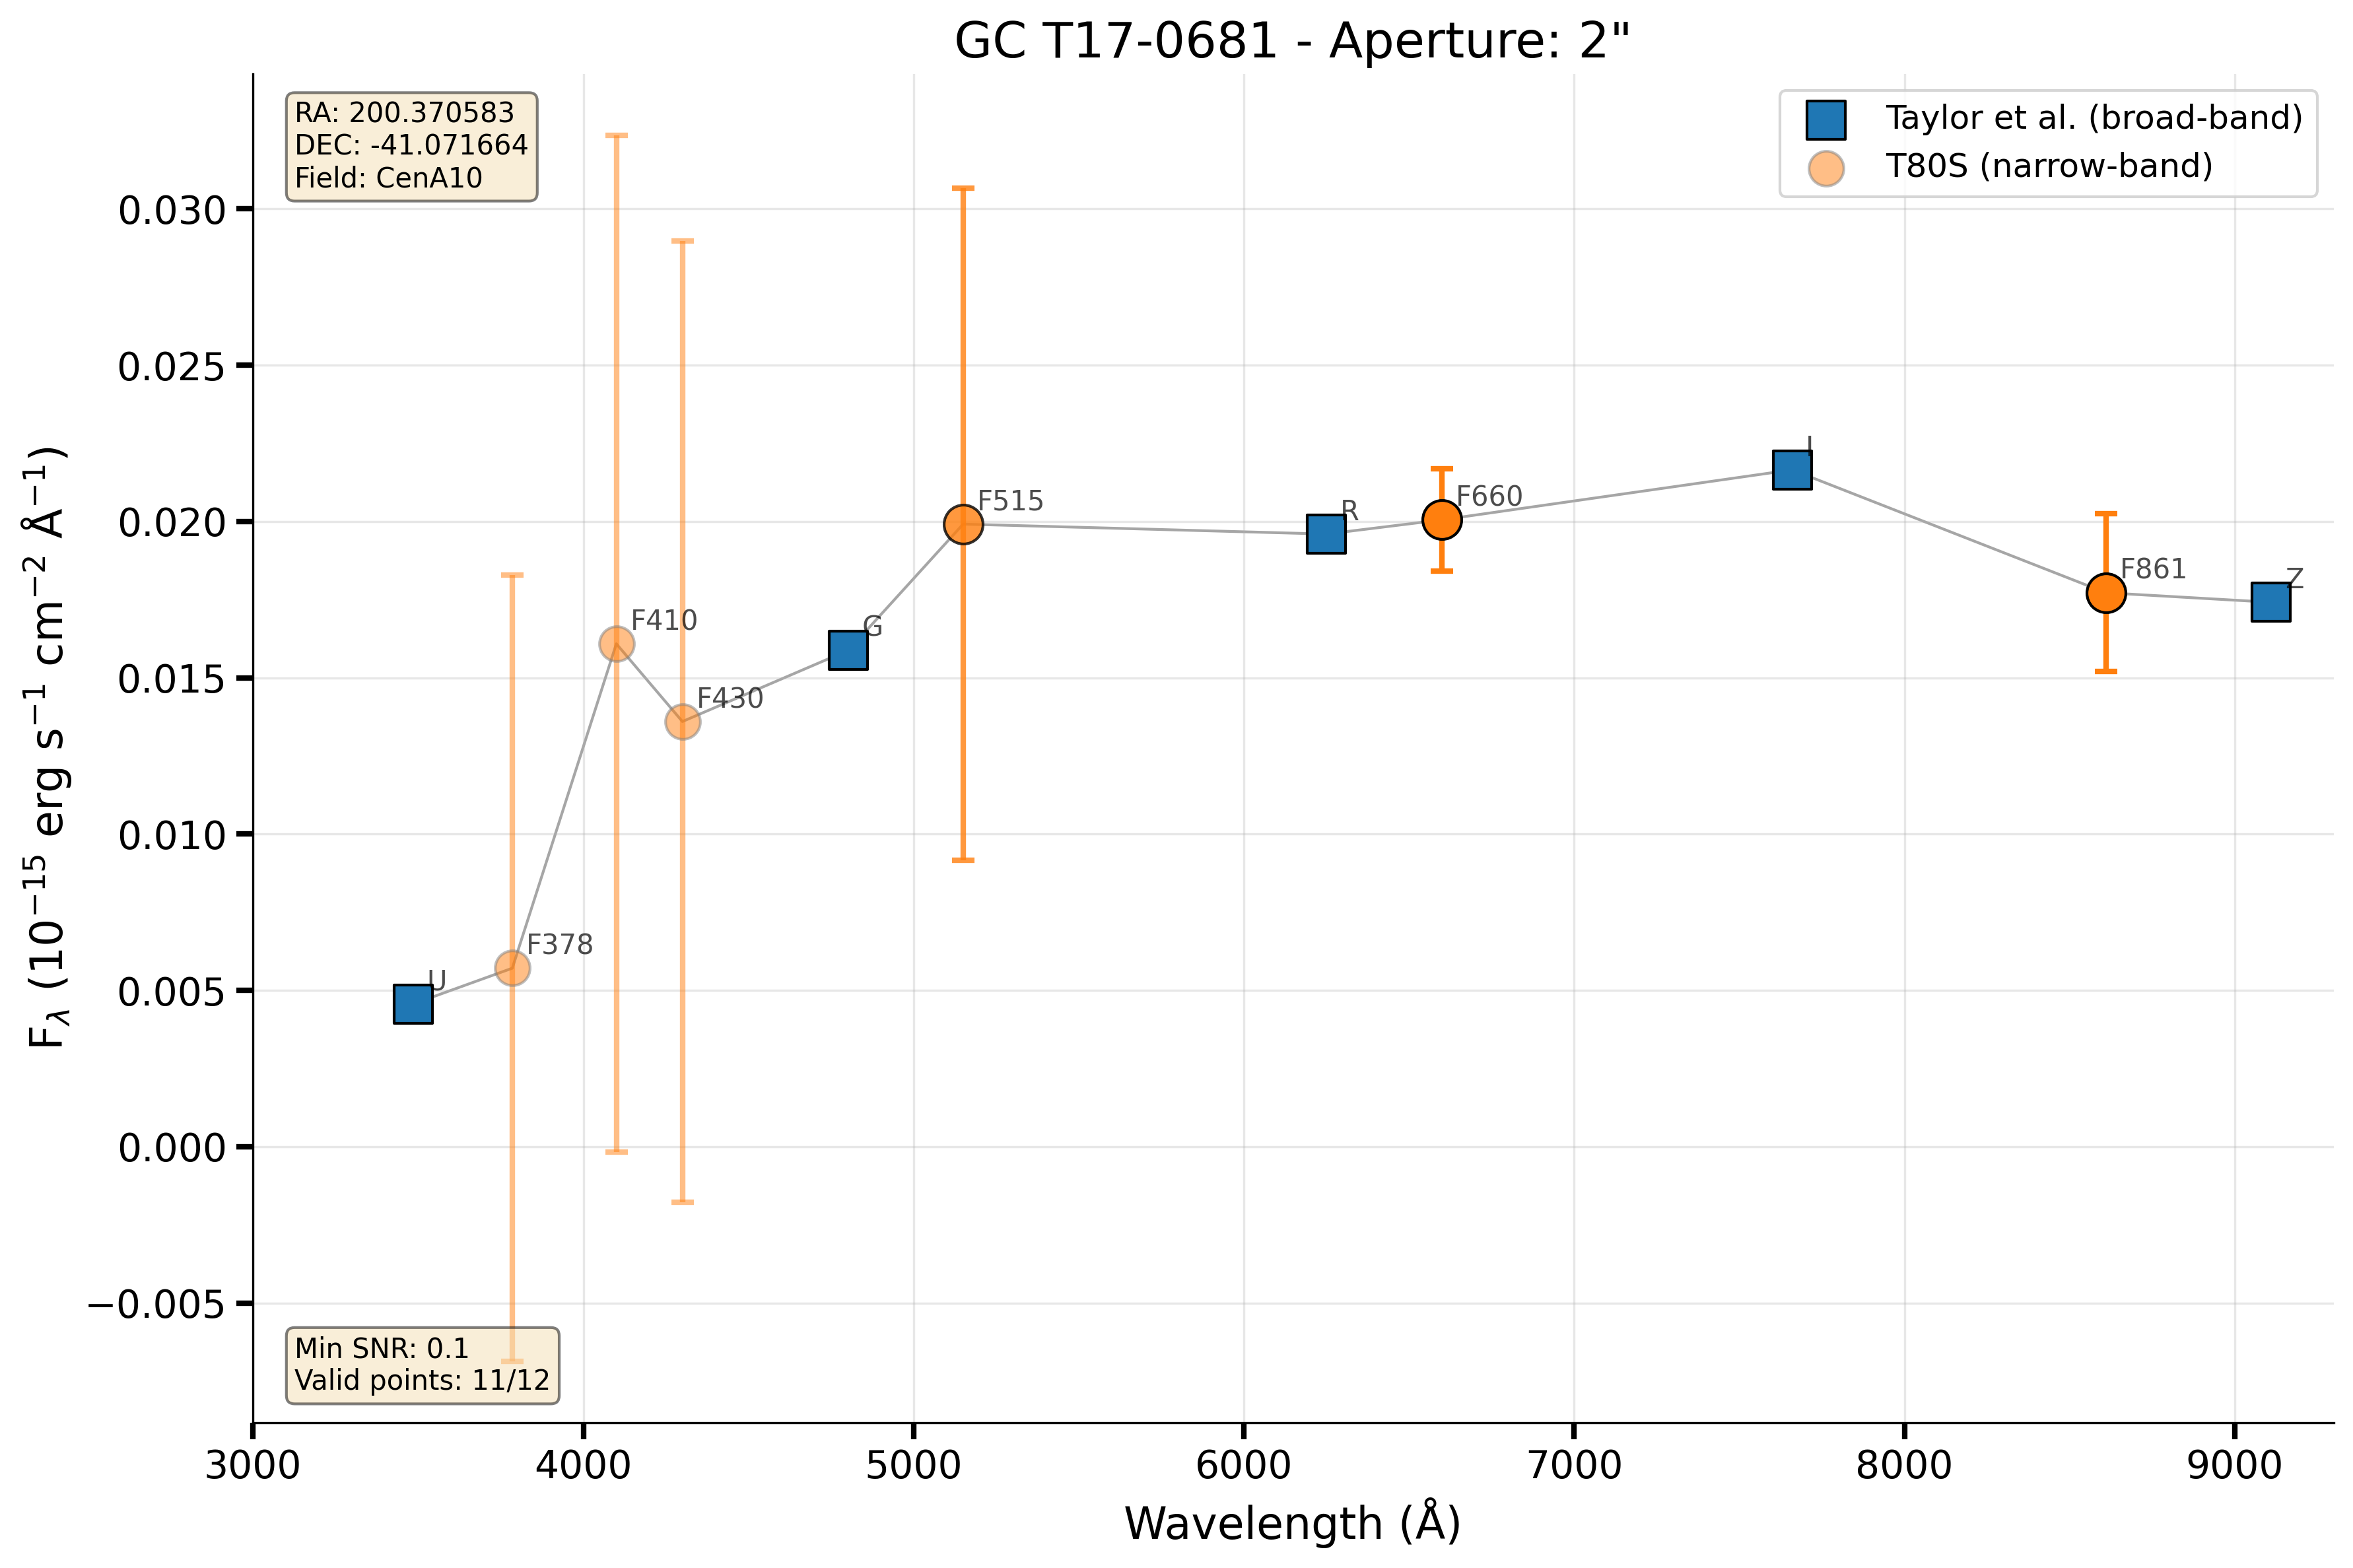 GC T17-0681 - Aperture: 2"
RA: 200.370583
DEC: -41.071664
Field: CenA10
Taylor et al. (broad-band)
T80S (narrow-band)
F_λ (10⁻¹⁵ erg s⁻¹ cm⁻² Å⁻¹)
0.030
0.025
0.020
0.015
0.010
0.005
0.000
−0.005
U
F378
F410
F430
G
F515
R
F660
I
F861
Z
Min SNR: 0.1
Valid points: 11/12
3000 4000 5000 6000 7000 8000 9000
Wavelength (Å)